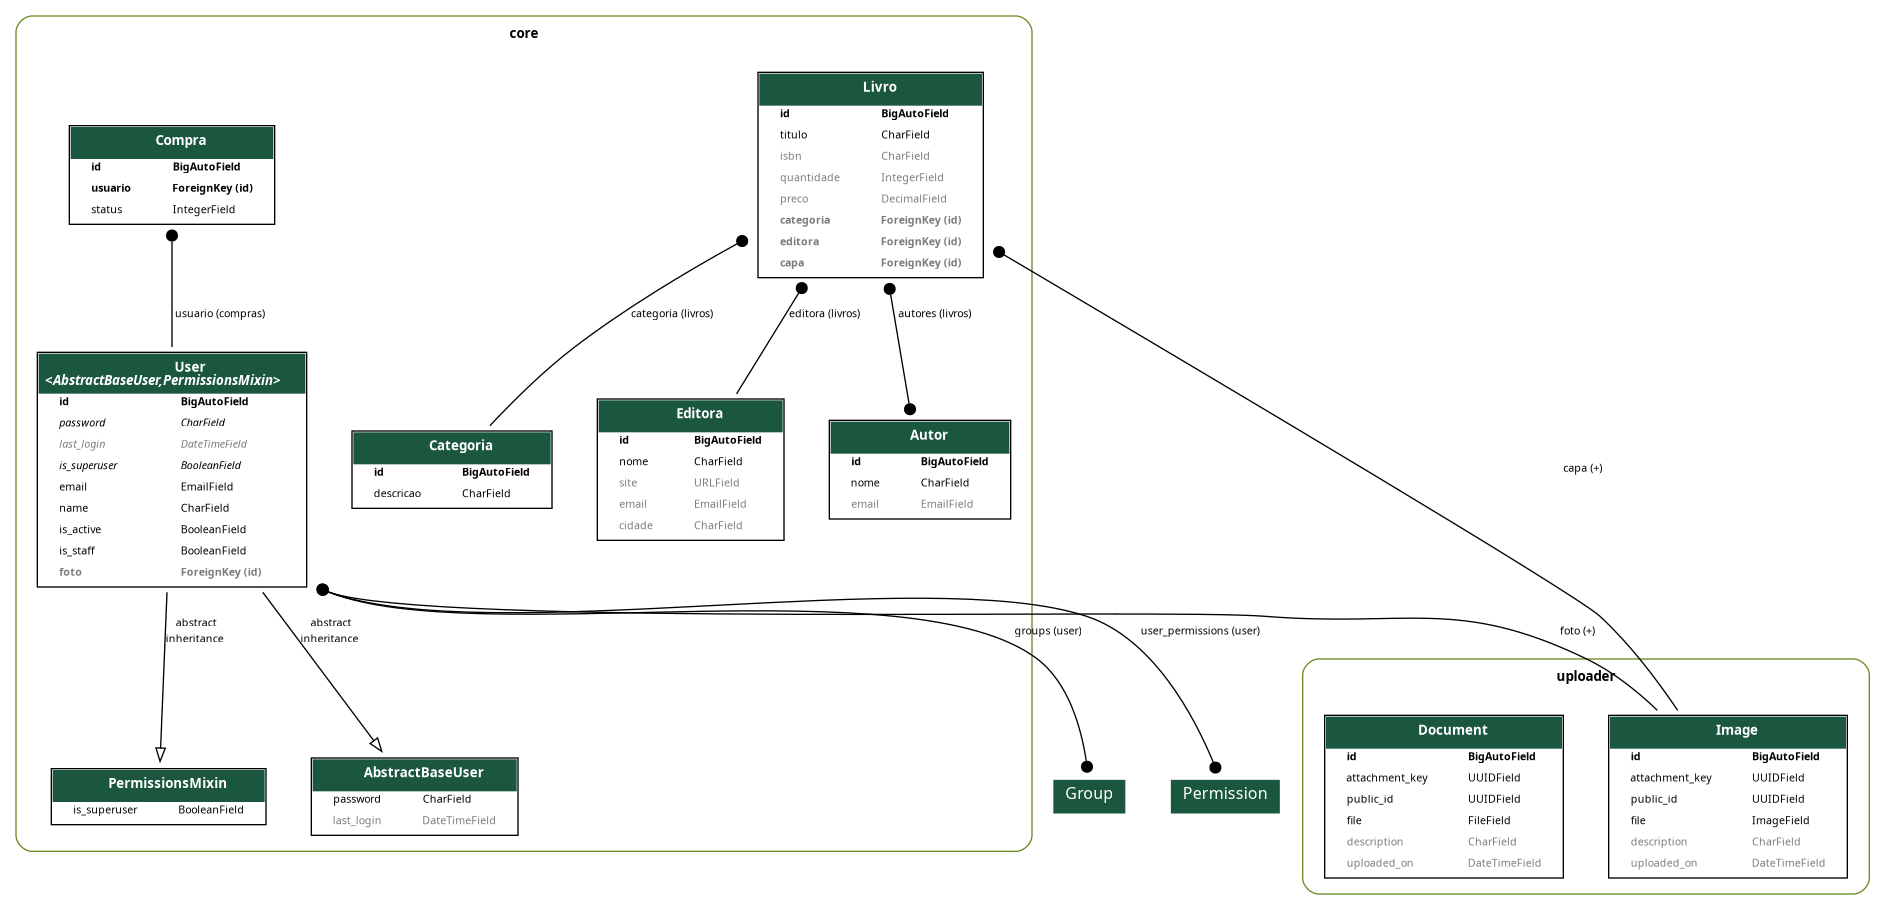 core
Livro
id BigAutoField
titulo CharField
isbn CharField
quantidade IntegerField
preco DecimalField
categoria ForeignKey (id)
editora ForeignKey (id)
capa ForeignKey (id)
Compra
id BigAutoField
usuario ForeignKey (id)
status IntegerField
usuario (compras)
categoria (livros)
editora (livros)
autores (livros)
capa (+)
User
<AbstractBaseUser,PermissionsMixin>
id BigAutoField
password CharField
last_login DateTimeField
is_superuser BooleanField
email EmailField
name CharField
is_active BooleanField
is_staff BooleanField
foto ForeignKey (id)
Categoria
id BigAutoField
descricao CharField
Editora
id BigAutoField
nome CharField
site URLField
email EmailField
cidade CharField
Autor
id BigAutoField
nome CharField
email EmailField
abstract
inheritance
abstract
inheritance
groups (user)
user_permissions (user)
foto (+)
PermissionsMixin
is_superuser BooleanField
AbstractBaseUser
password CharField
last_login DateTimeField
Group
Permission
uploader
Document
id BigAutoField
attachment_key UUIDField
public_id UUIDField
file FileField
description CharField
uploaded_on DateTimeField
Image
id BigAutoField
attachment_key UUIDField
public_id UUIDField
file ImageField
description CharField
uploaded_on DateTimeField